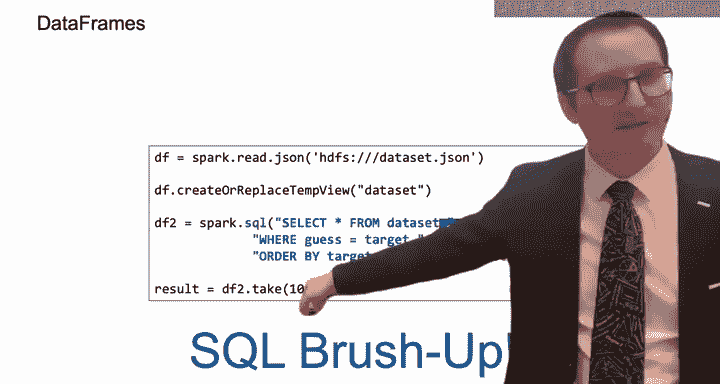 DataFrames
df = spark.read.json('hdfs:///dataset.json')
df.createOrReplaceTempView("dataset")
df2 = spark.sql("SELECT * FROM dataset
"WHERE guess = target "
"ORDER BY target
result = df2.take(10
SQL Brush-Up!